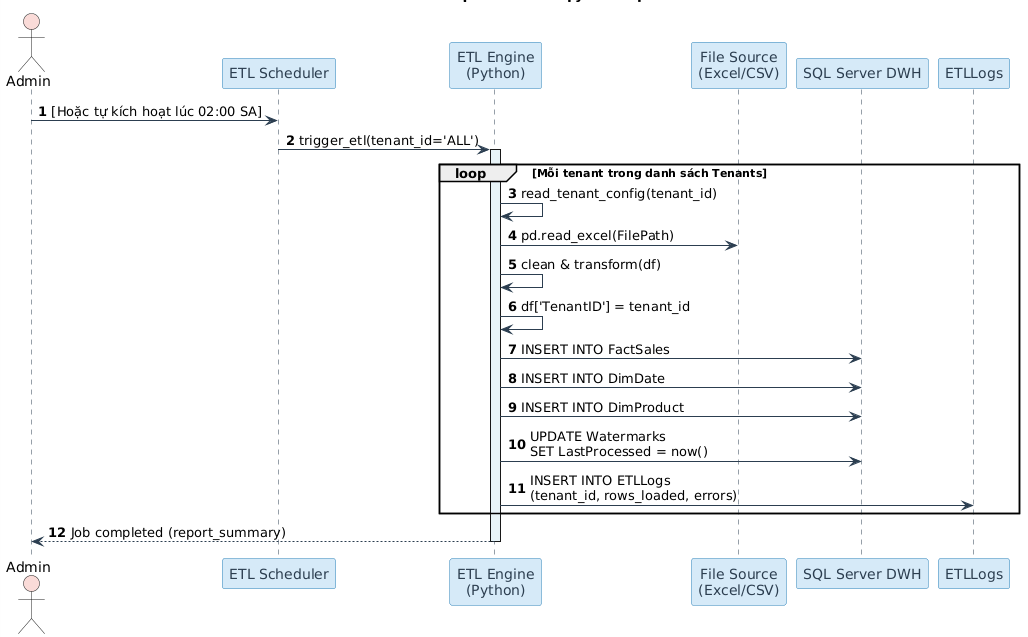 Admin
ETL Scheduler
ETL Engine
(Python)
File Source
(Excel/CSV)
SQL Server DWH
ETLLogs
1 [Hoặc tự kích hoạt lúc 02:00 SA]
2 trigger_etl(tenant_id='ALL')
loop [Mỗi tenant trong danh sách Tenants]
3 read_tenant_config(tenant_id)
4 pd.read_excel(FilePath)
5 clean & transform(df)
6 df['TenantID'] = tenant_id
7 INSERT INTO FactSales
8 INSERT INTO DimDate
9 INSERT INTO DimProduct
10 UPDATE Watermarks
SET LastProcessed = now()
11 INSERT INTO ETLLogs
(tenant_id, rows_loaded, errors)
12 Job completed (report_summary)
Admin
ETL Scheduler
ETL Engine
(Python)
File Source
(Excel/CSV)
SQL Server DWH
ETLLogs